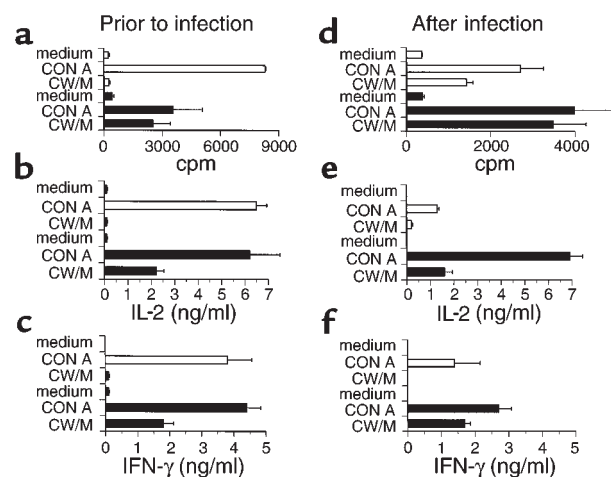 Prior to infection
After infection
a
medium
CON A
CW/M
medium
CON A
CW/M
0 3000 6000 9000
cpm
d
medium
CON A
CW/M
medium
CON A
CW/M
0 2000 4000
cpm
b
medium
CON A
CW/M
medium
CON A
CW/M
0 1 2 3 4 5 6 7
IL-2 (ng/ml)
e
medium
CON A
CW/M
medium
CON A
CW/M
0 1 2 3 4 5 6 7
IL-2 (ng/ml)
c
medium
CON A
CW/M
medium
CON A
CW/M
0 1 2 3 4 5
IFN-γ (ng/ml)
f
medium
CON A
CW/M
medium
CON A
CW/M
0 1 2 3 4 5
IFN-γ (ng/ml)